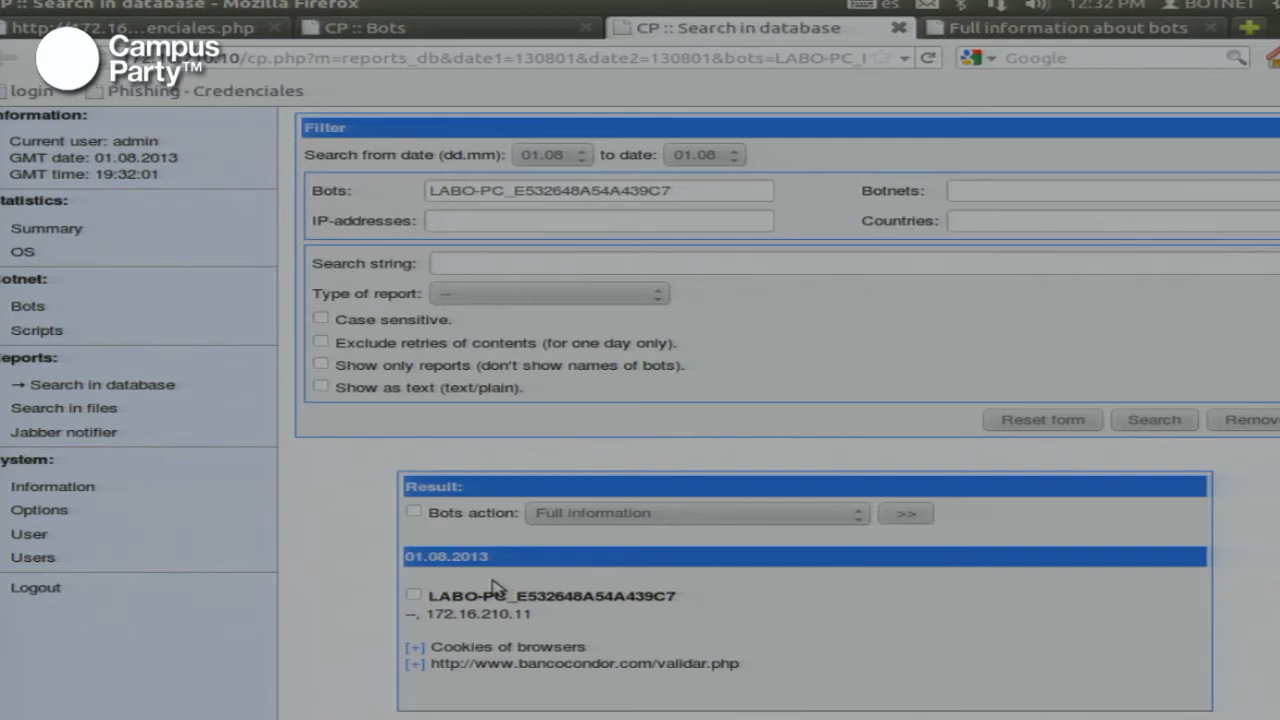 CP :: Search in database - Mozilla Firefox
es 12:32 PM BOTNET
http://172.16...enciales.php
CP :: Bots
CP :: Search in database
Full information about bots
Campus
Party™
10/cp.php?m=reports_db&date1=130801&date2=130801&bots=LABO-PC_
Google
login
Phishing - Credenciales
nformation:
Current user: admin
GMT date: 01.08.2013
GMT time: 19:32:01
tatistics:
Summary
OS
otnet:
Bots
Scripts
eports:
→ Search in database
Search in files
Jabber notifier
ystem:
Information
Options
User
Users
Logout
Filter
Search from date (dd.mm): 01.08 to date: 01.08
Bots: LABO-PC_E532648A54A439C7 Botnets:
IP-addresses: Countries:
Search string:
Type of report: --
Case sensitive.
Exclude retries of contents (for one day only).
Show only reports (don't show names of bots).
Show as text (text/plain).
Reset form Search Remov
Result:
Bots action: Full information >>
01.08.2013
LABO-PC_E532648A54A439C7
--, 172.16.210.11
[+] Cookies of browsers
[+] http://www.bancocondor.com/validar.php